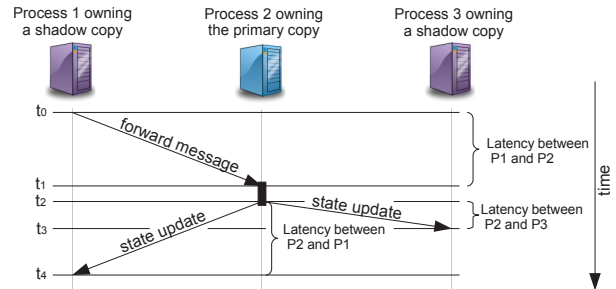 Process 1 owning
a shadow copy
Process 2 owning
the primary copy
Process 3 owning
a shadow copy
t0
forward message
Latency between
P1 and P2
t1
t2
state update
Latency between
P2 and P3
t3
state update
Latency between
P2 and P1
t4
time